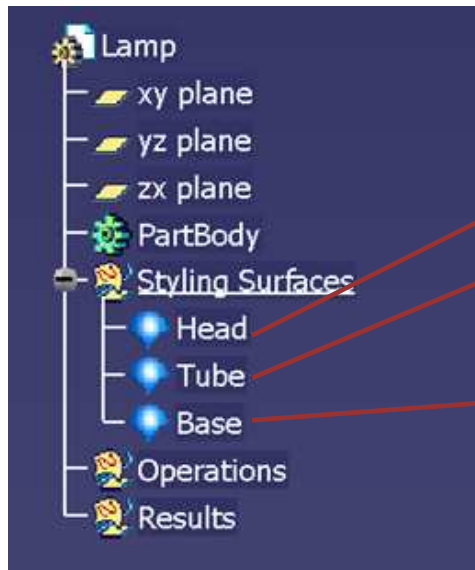 Lamp
xy plane
yz plane
zx plane
PartBody
Styling Surfaces
Head
Tube
Base
Operations
Results